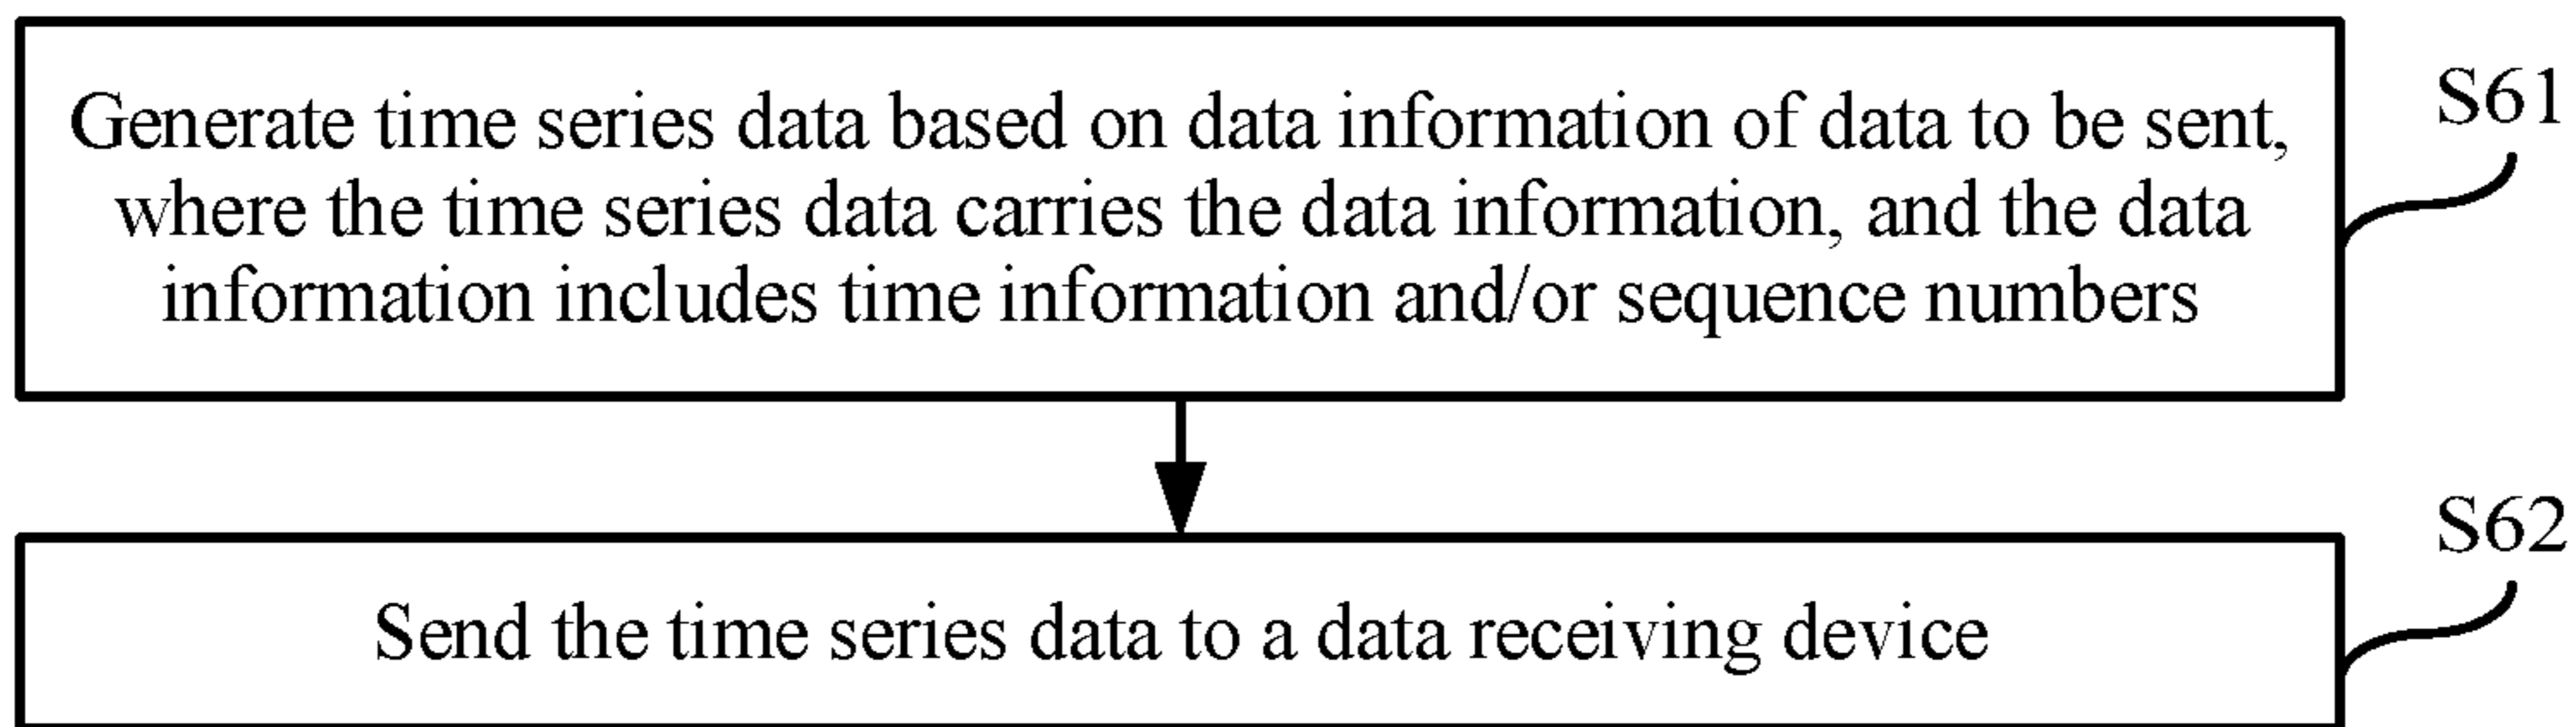 Generate time series data based on data information of data to be sent,
where the time series data carries the data information, and the data
information includes time information and/or sequence numbers
S61
Send the time series data to a data receiving device
S62